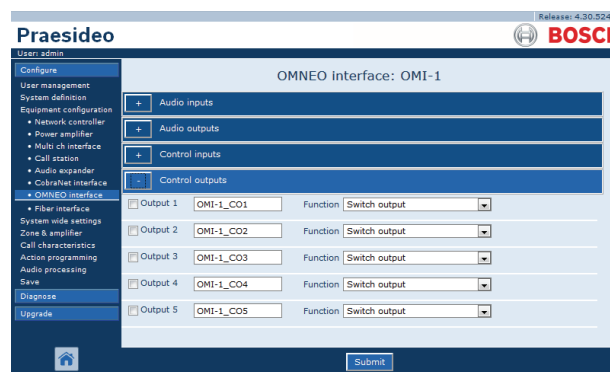 Release: 4.30.524
Praesideo
BOSCH
User: admin
Configure
User management
System definition
Equipment configuration
• Network controller
• Power amplifier
• Multi ch interface
• Call station
• Audio expander
• CobraNet interface
• OMNEO interface
• Fiber interface
System wide settings
Zone & amplifier
Call characteristics
Action programming
Audio processing
Save
Diagnose
Upgrade
OMNEO interface: OMI-1
+ Audio inputs
+ Audio outputs
+ Control inputs
- Control outputs
Output 1 OMI-1_CO1 Function Switch output
Output 2 OMI-1_CO2 Function Switch output
Output 3 OMI-1_CO3 Function Switch output
Output 4 OMI-1_CO4 Function Switch output
Output 5 OMI-1_CO5 Function Switch output
Submit